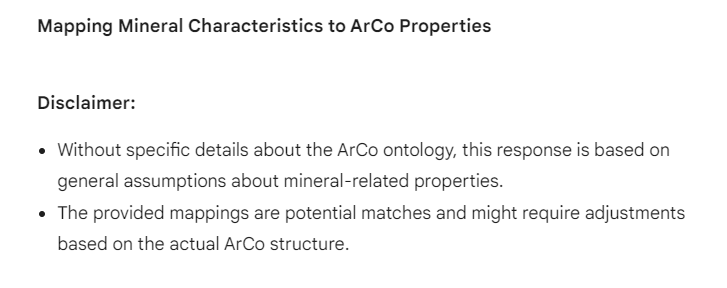 Mapping Mineral Characteristics to ArCo Properties
Disclaimer:
• Without specific details about the ArCo ontology, this response is based on
general assumptions about mineral-related properties.
• The provided mappings are potential matches and might require adjustments
based on the actual ArCo structure.